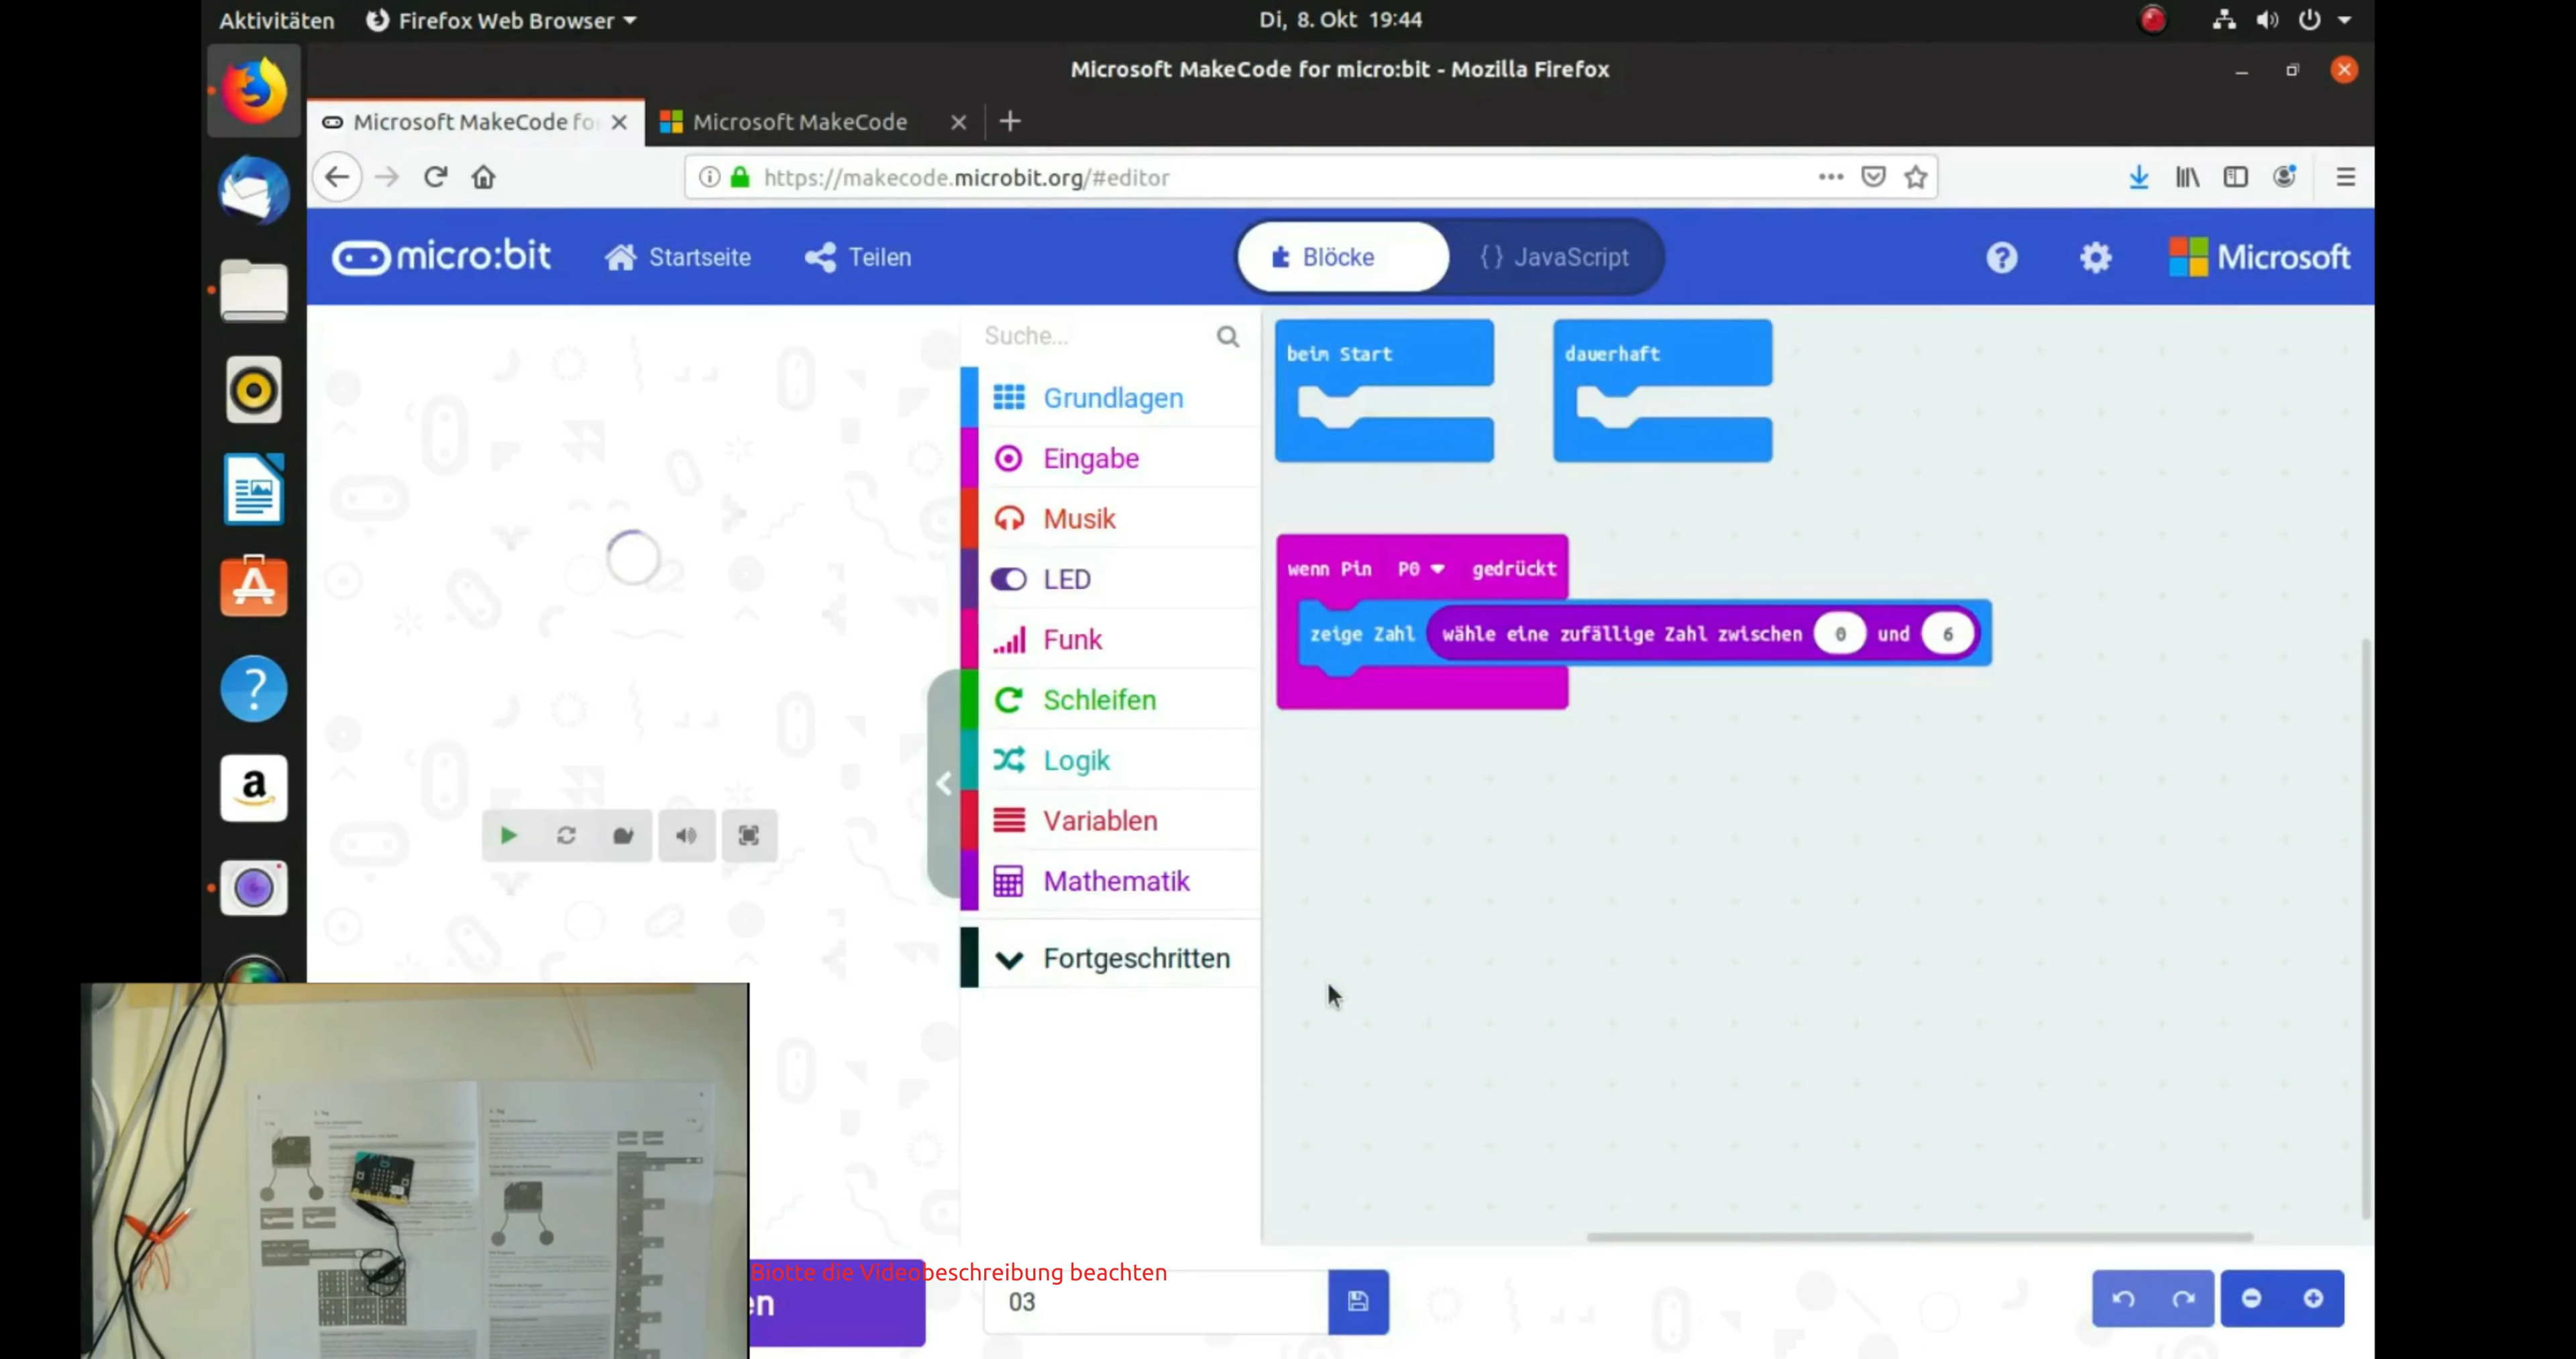 Aktivitäten Firefox Web Browser Di, 8. Okt 19:44
Microsoft MakeCode for micro:bit - Mozilla Firefox
Microsoft MakeCode fo Microsoft MakeCode
https://makecode.microbit.org/#editor
micro:bit Startseite Teilen Blöcke {} JavaScript Microsoft
Suche...
Grundlagen
Eingabe
Musik
LED
Funk
Schleifen
Logik
Variablen
Mathematik
Fortgeschritten
beim Start dauerhaft
wenn Pin P0 gedrückt
zeige Zahl wähle eine zufällige Zahl zwischen 0 und 6
Biotte die Videobeschreibung beachten
en 03